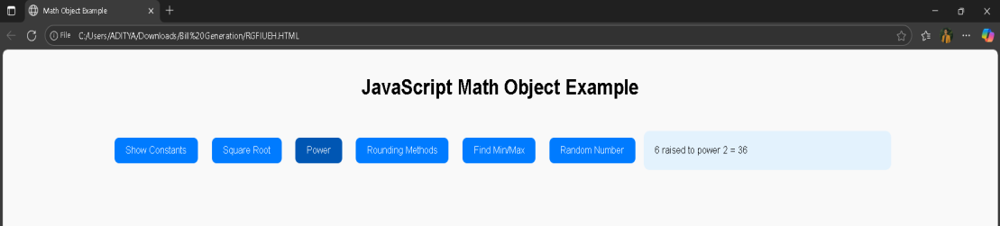 Math Object Example
File C:/Users/ADITYA/Downloads/Bill%20Generation/RGFIUEH.HTML
JavaScript Math Object Example
Show Constants Square Root Power Rounding Methods Find Min/Max Random Number 6 raised to power 2 = 36